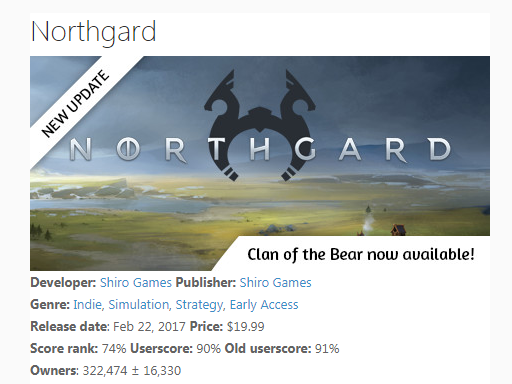 Northgard
NEW UPDATE
NORTHGARD
Clan of the Bear now available!
Developer: Shiro Games Publisher: Shiro Games
Genre: Indie, Simulation, Strategy, Early Access
Release date: Feb 22, 2017 Price: $19.99
Score rank: 74% Userscore: 90% Old userscore: 91%
Owners: 322,474 ± 16,330